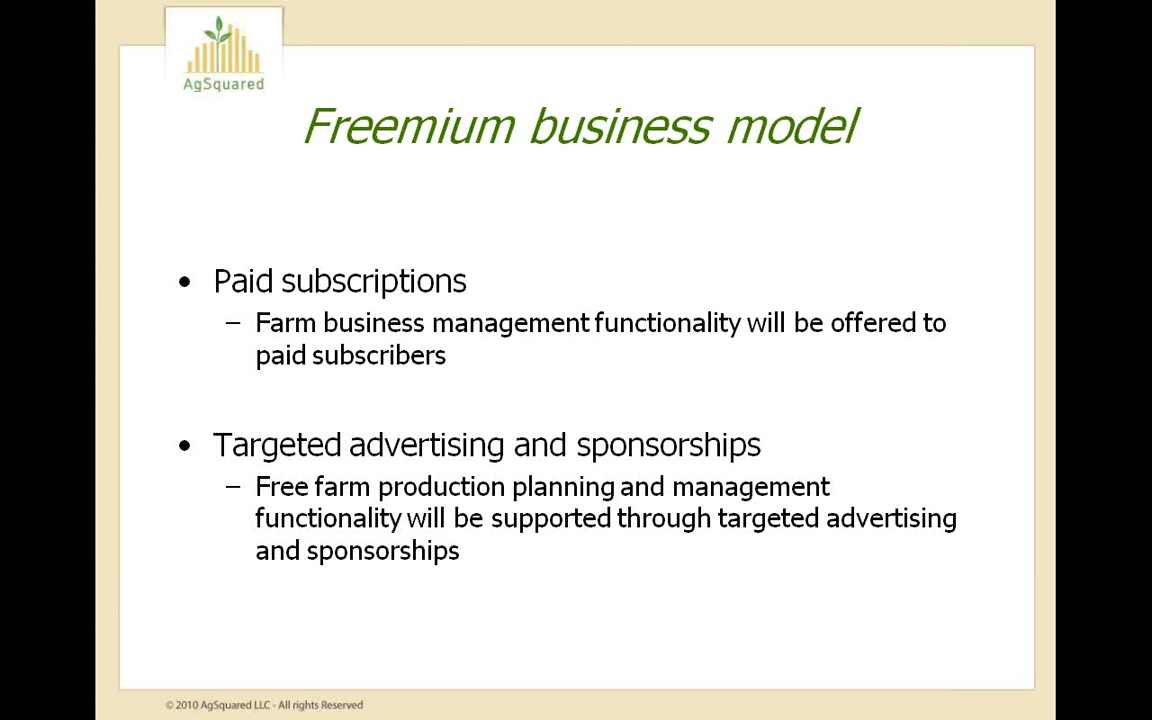 AgSquared
Freemium business model
• Paid subscriptions
– Farm business management functionality will be offered to
paid subscribers
• Targeted advertising and sponsorships
– Free farm production planning and management
functionality will be supported through targeted advertising
and sponsorships
© 2010 AgSquared LLC - All rights Reserved